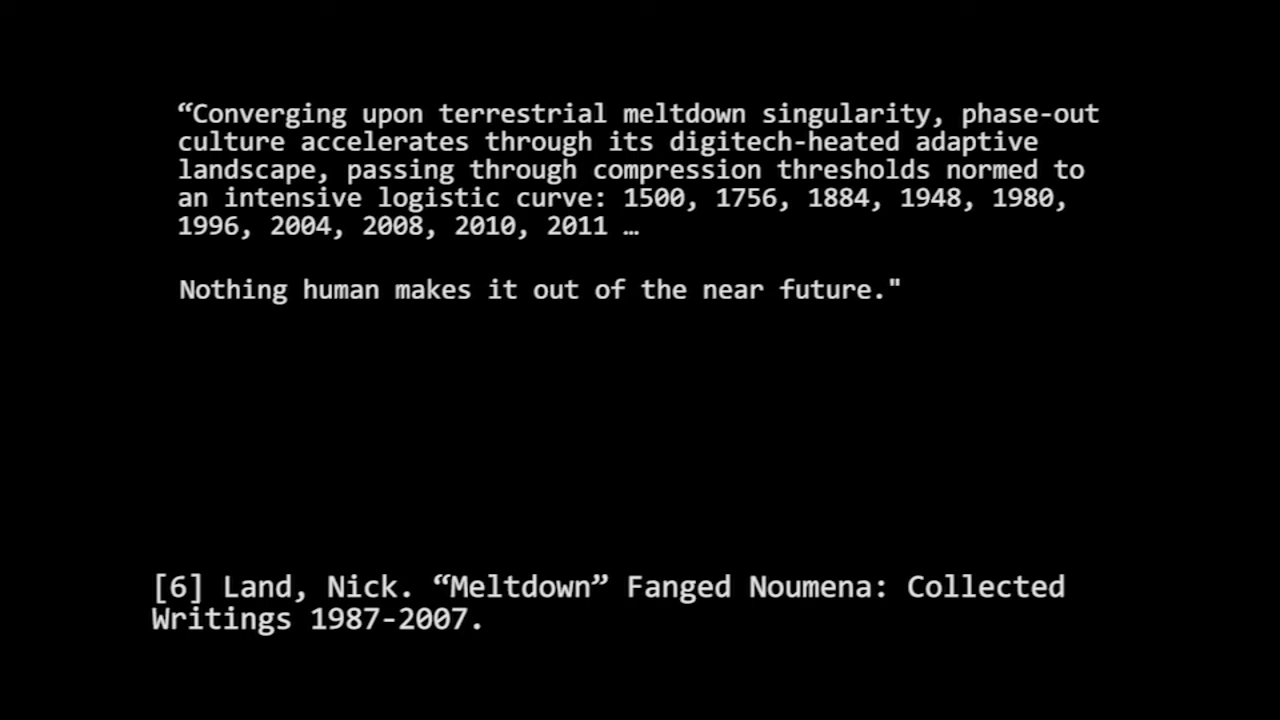 “Converging upon terrestrial meltdown singularity, phase-out
culture accelerates through its digitech-heated adaptive
landscape, passing through compression thresholds normed to
an intensive logistic curve: 1500, 1756, 1884, 1948, 1980,
1996, 2004, 2008, 2010, 2011 …
Nothing human makes it out of the near future."
[6] Land, Nick. “Meltdown” Fanged Noumena: Collected
Writings 1987-2007.